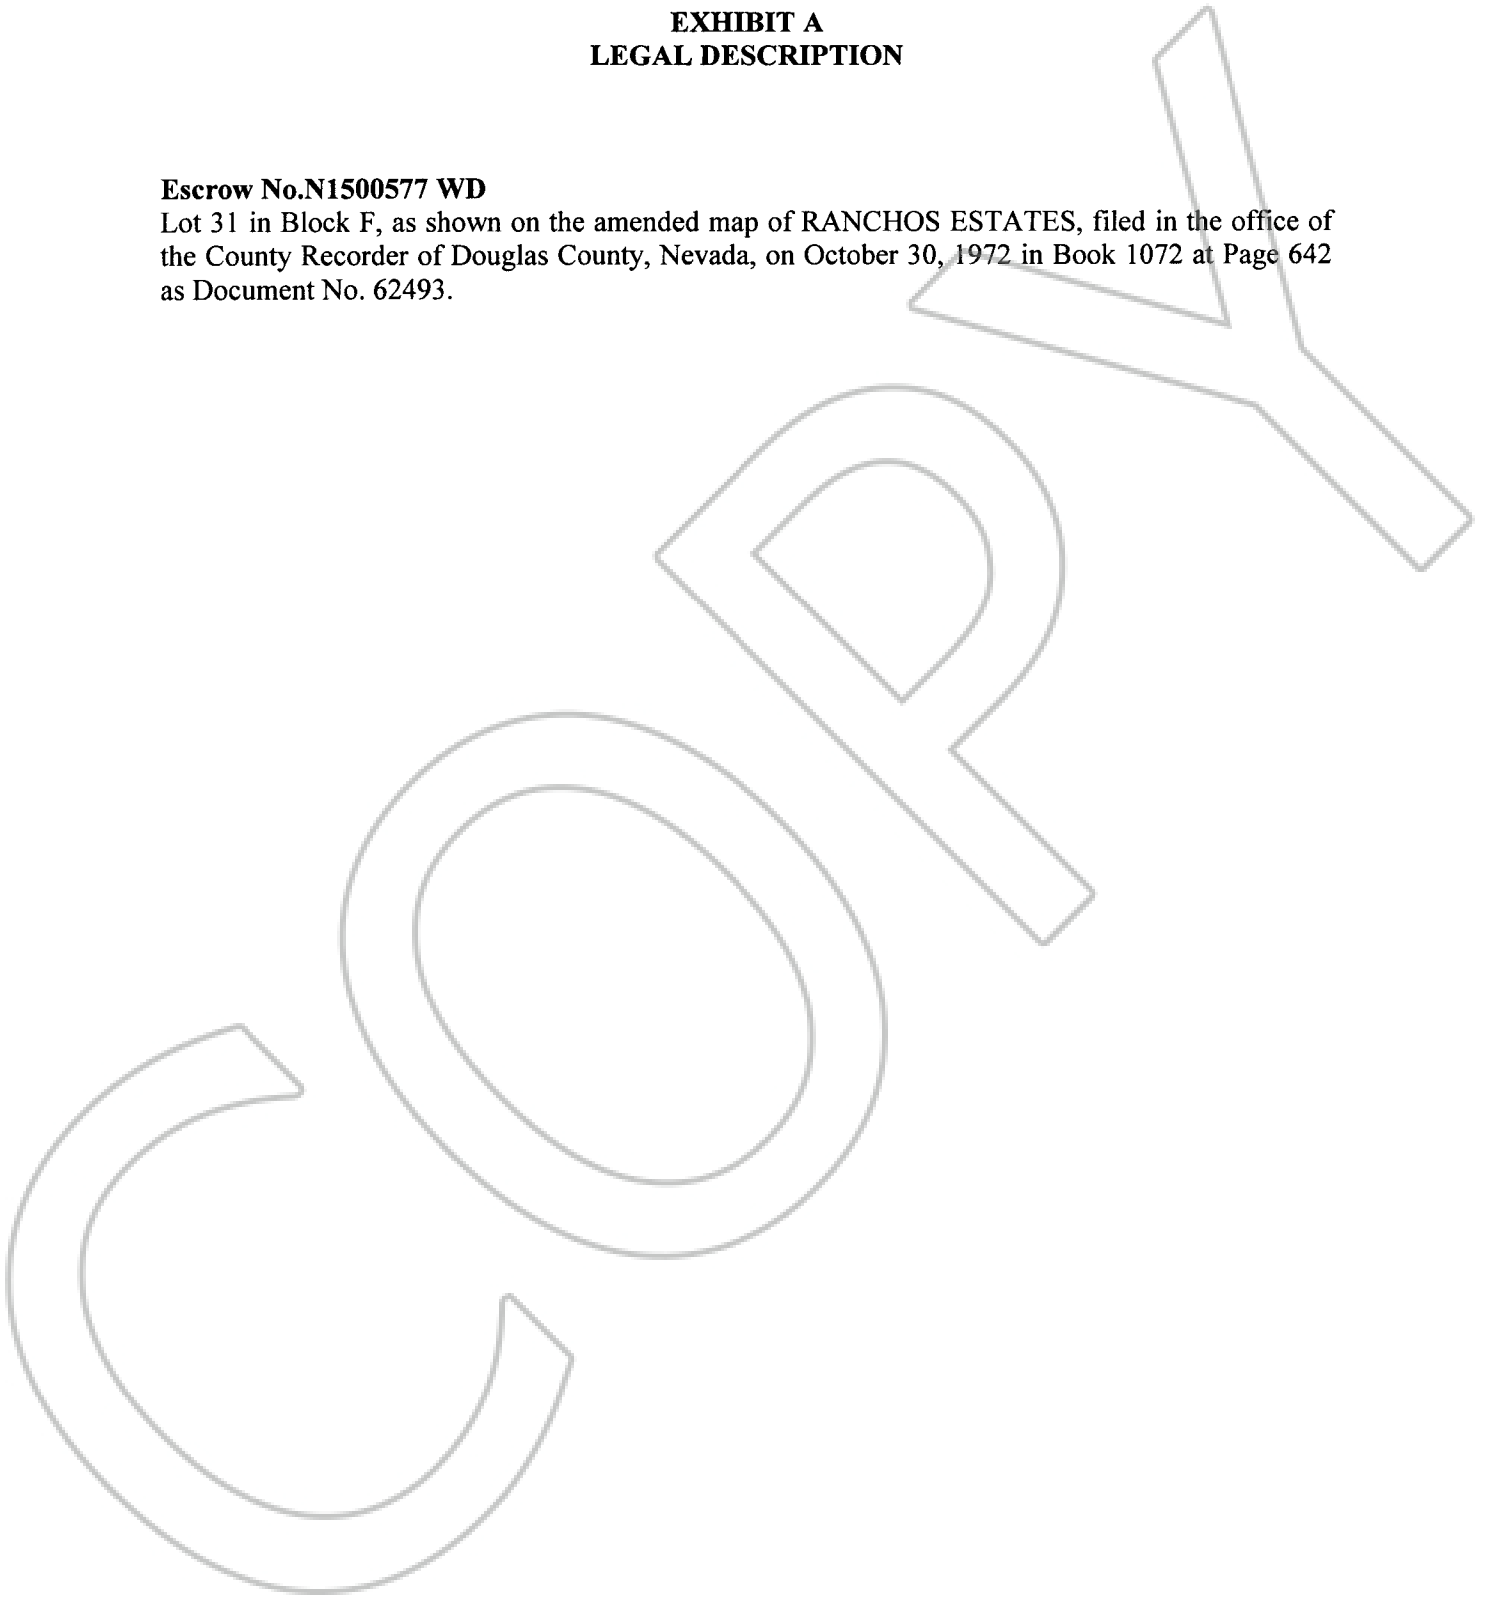 EXHIBIT A
LEGAL DESCRIPTION
Escrow No.N1500577 WD
Lot 31 in Block F, as shown on the amended map of RANCHOS ESTATES, filed in the office of
the County Recorder of Douglas County, Nevada, on October 30, 1972 in Book 1072 at Page 642
as Document No. 62493.
COPY